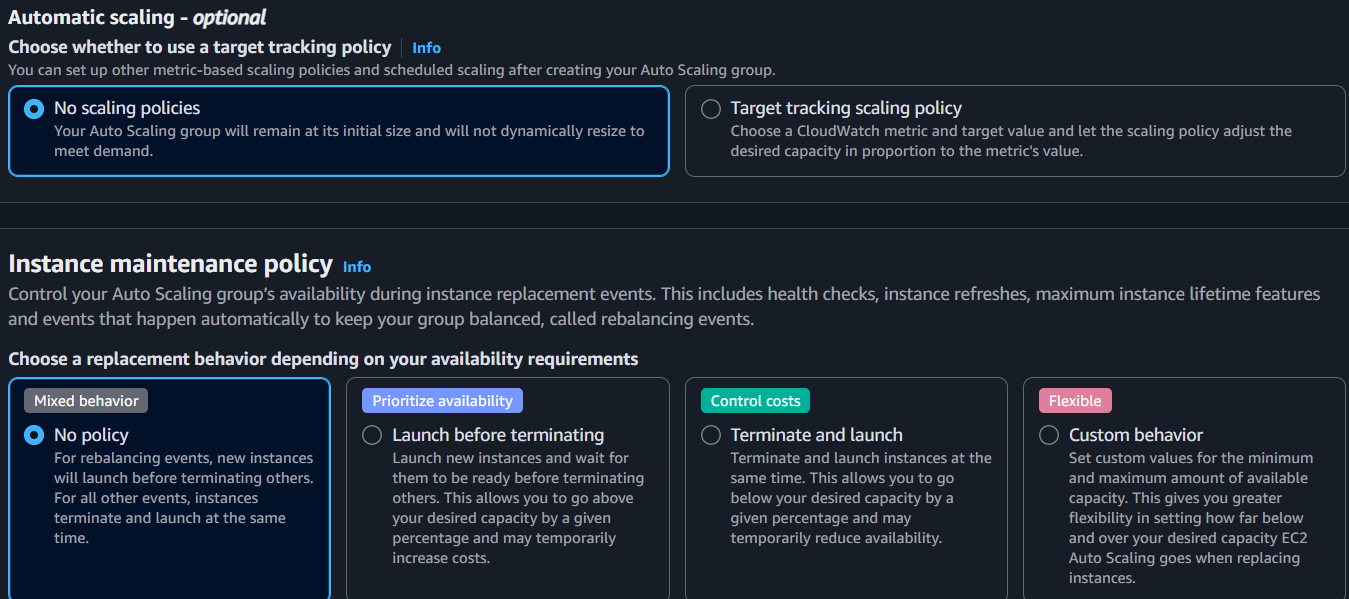 Automatic scaling - optional
Choose whether to use a target tracking policy Info
You can set up other metric-based scaling policies and scheduled scaling after creating your Auto Scaling group.
No scaling policies
Your Auto Scaling group will remain at its initial size and will not dynamically resize to
meet demand.
Target tracking scaling policy
Choose a CloudWatch metric and target value and let the scaling policy adjust the
desired capacity in proportion to the metric's value.
Instance maintenance policy Info
Control your Auto Scaling group's availability during instance replacement events. This includes health checks, instance refreshes, maximum instance lifetime features
and events that happen automatically to keep your group balanced, called rebalancing events.
Choose a replacement behavior depending on your availability requirements
Mixed behavior
No policy
For rebalancing events, new instances
will launch before terminating others.
For all other events, instances
terminate and launch at the same
time.
Prioritize availability
Launch before terminating
Launch new instances and wait for
them to be ready before terminating
others. This allows you to go above
your desired capacity by a given
percentage and may temporarily
increase costs.
Control costs
Terminate and launch
Terminate and launch instances at the
same time. This allows you to go
below your desired capacity by a
given percentage and may
temporarily reduce availability.
Flexible
Custom behavior
Set custom values for the minimum
and maximum amount of available
capacity. This gives you greater
flexibility in setting how far below
and over your desired capacity EC2
Auto Scaling goes when replacing
instances.